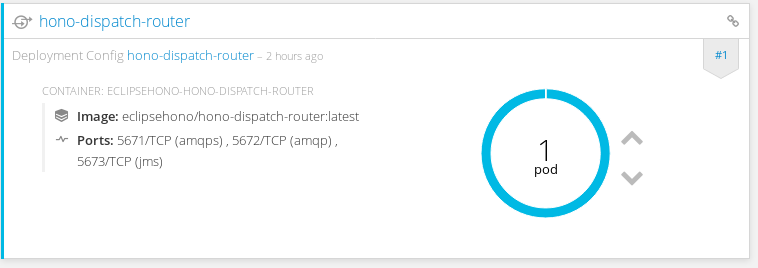 hono-dispatch-router
Deployment Config hono-dispatch-router – 2 hours ago
#1
CONTAINER: ECLIPSEHONO-HONO-DISPATCH-ROUTER
Image: eclipsehono/hono-dispatch-router:latest
Ports: 5671/TCP (amqps) , 5672/TCP (amqp) ,
5673/TCP (jms)
1
pod